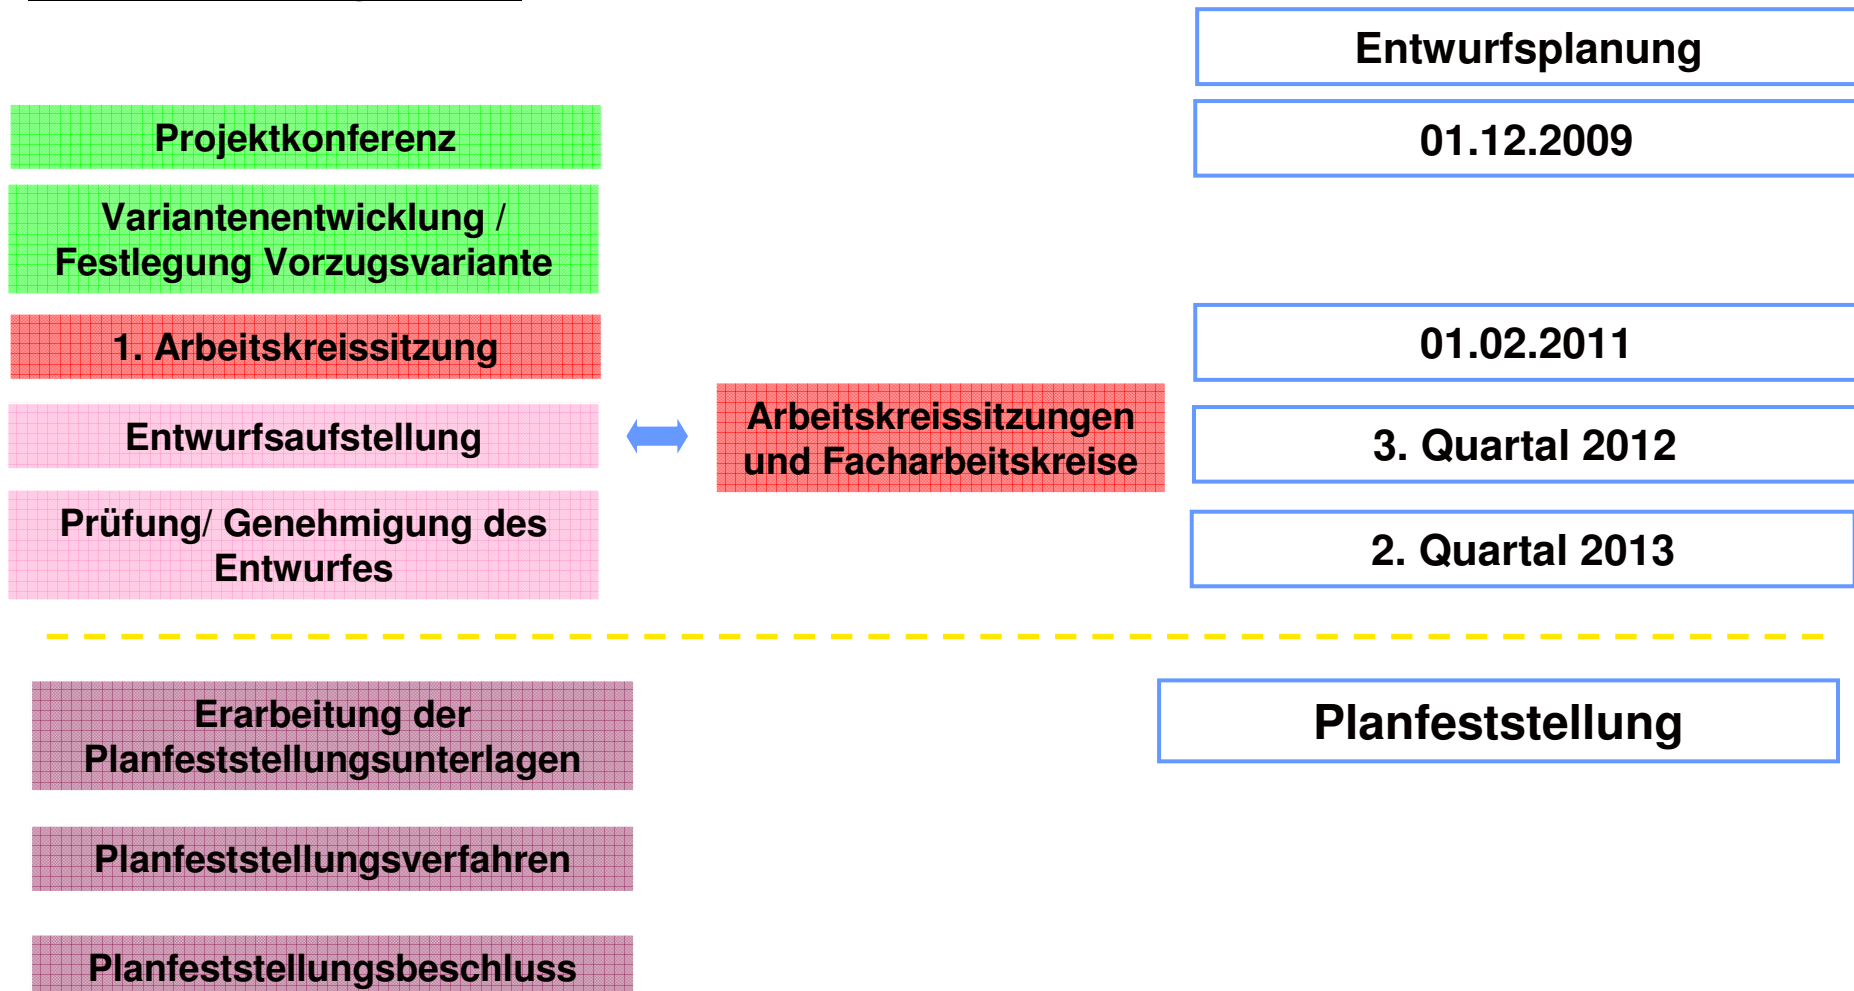 Entwurfsplanung
Projektkonferenz
01.12.2009
Variantenentwicklung /
Festlegung Vorzugsvariante
1. Arbeitskreissitzung
01.02.2011
Entwurfsaufstellung
Arbeitskreissitzungen
und Facharbeitskreise
3. Quartal 2012
Prüfung/ Genehmigung des
Entwurfes
2. Quartal 2013
Erarbeitung der
Planfeststellungsunterlagen
Planfeststellung
Planfeststellungsverfahren
Planfeststellungsbeschluss